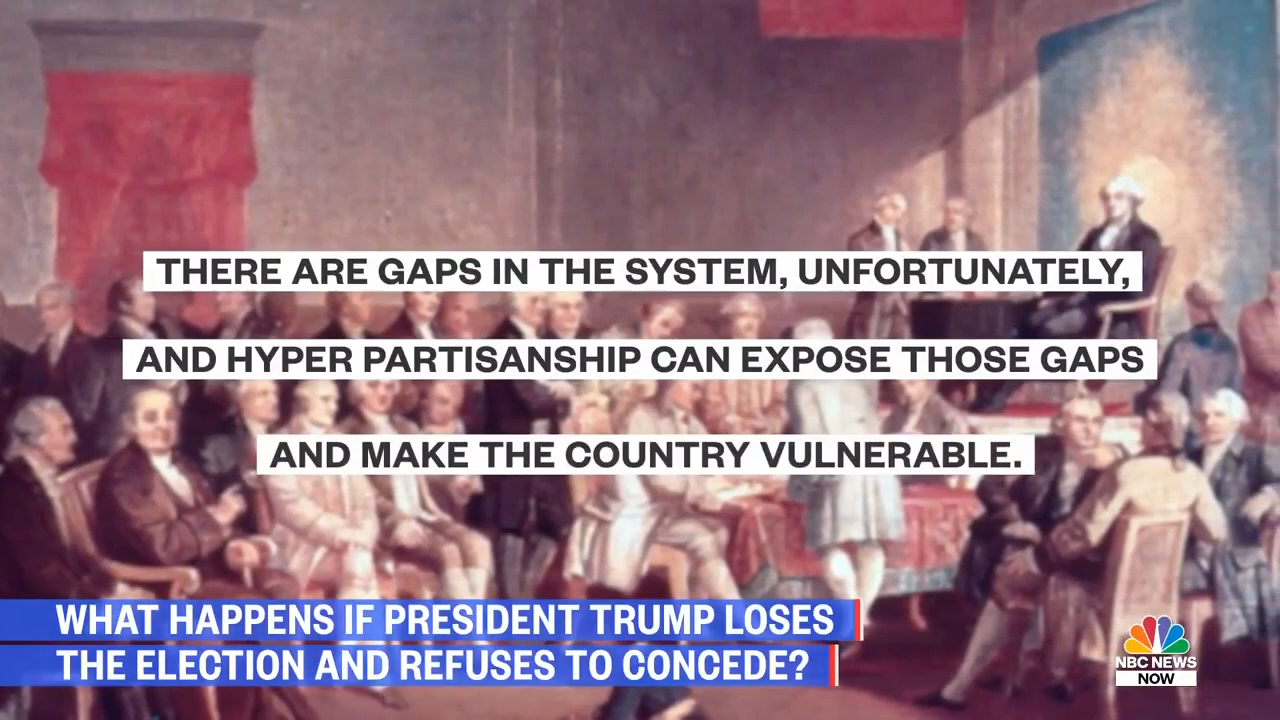 THERE ARE GAPS IN THE SYSTEM, UNFORTUNATELY,
AND HYPER PARTISANSHIP CAN EXPOSE THOSE GAPS
AND MAKE THE COUNTRY VULNERABLE.
WHAT HAPPENS IF PRESIDENT TRUMP LOSES
THE ELECTION AND REFUSES TO CONCEDE?
NBC NEWS
NOW